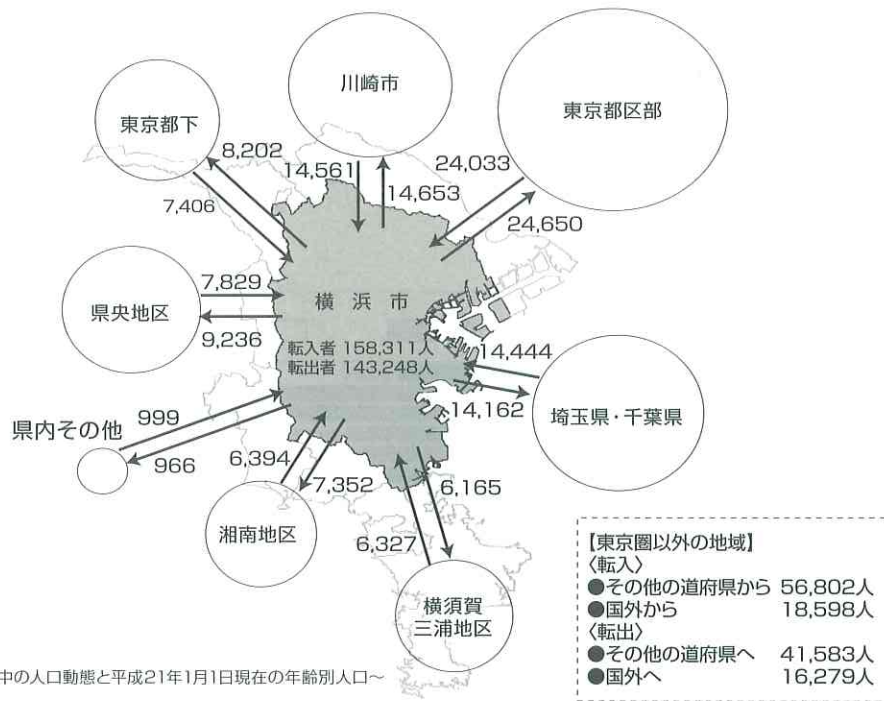 川崎市
東京都区部
東京都下
8,202
14,561
24,033
14,653
7,406
24,650
7,829
県央地区
横浜市
9,236
転入者 158,311人
転出者 143,248人
14,444
14,162
埼玉県・千葉県
県内その他
999
966
6,394
7,352
6,165
湘南地区
6,327
横須賀
三浦地区
【東京圏以外の地域】
〈転入〉
●その他の道府県から 56,802人
●国外から 18,598人
〈転出〉
●その他の道府県へ 41,583人
●国外へ 16,279人
中の人口動態と平成21年1月1日現在の年齢別人口～